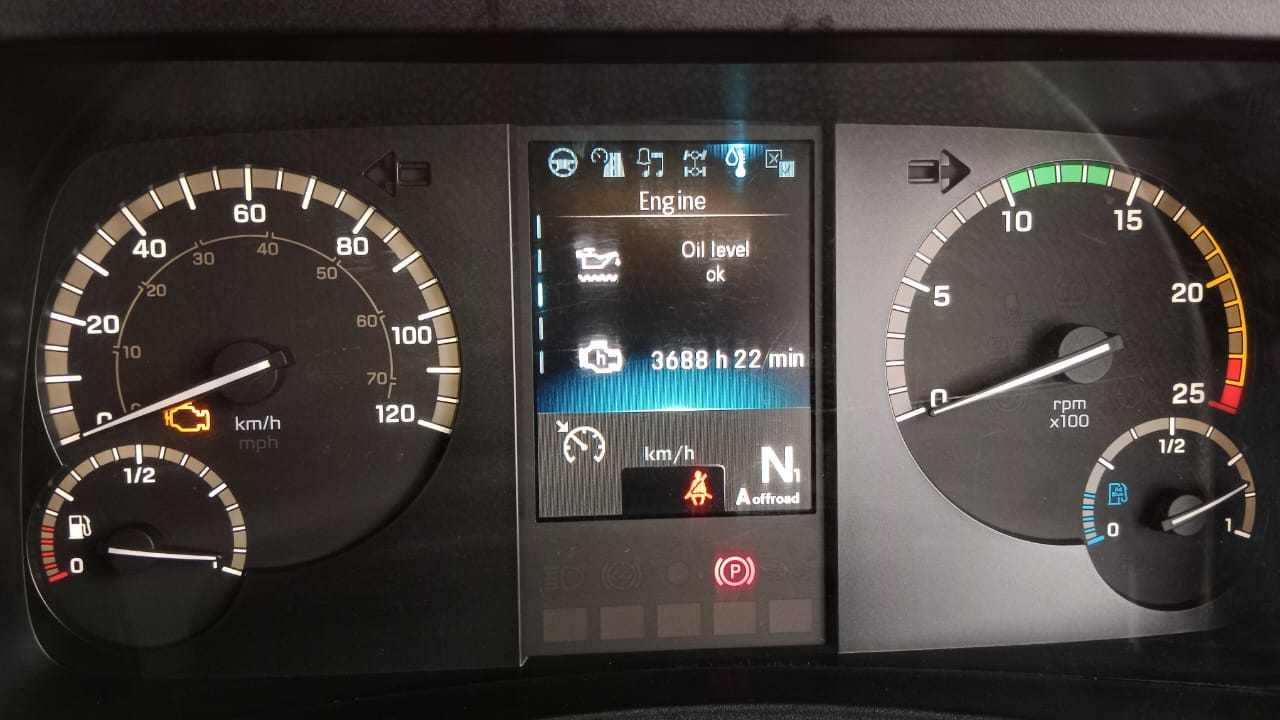 Engine
Oil level
ok
3688 h 22 min
km/h
N1
A offroad
0 20 40 60 80 100 120
10 20 30 40 50 60 70
km/h
mph
0 1/2 1
0 5 10 15 20 25
rpm
x100
0 1/2 1
P